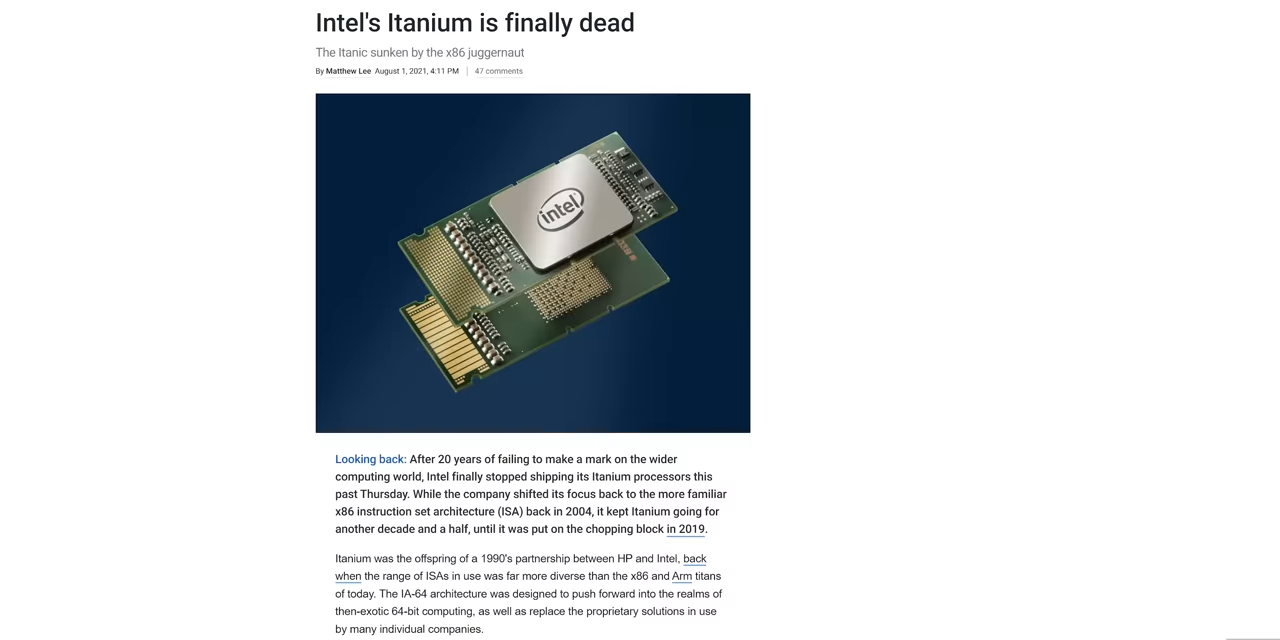 Intel's Itanium is finally dead
The Itanic sunken by the x86 juggernaut
By Matthew Lee August 1, 2021, 4:11 PM | 47 comments
intel
Looking back: After 20 years of failing to make a mark on the wider
computing world, Intel finally stopped shipping its Itanium processors this
past Thursday. While the company shifted its focus back to the more familiar
x86 instruction set architecture (ISA) back in 2004, it kept Itanium going for
another decade and a half, until it was put on the chopping block in 2019.
Itanium was the offspring of a 1990's partnership between HP and Intel, back
when the range of ISAs in use was far more diverse than the x86 and Arm titans
of today. The IA-64 architecture was designed to push forward into the realms of
then-exotic 64-bit computing, as well as replace the proprietary solutions in use
by many individual companies.